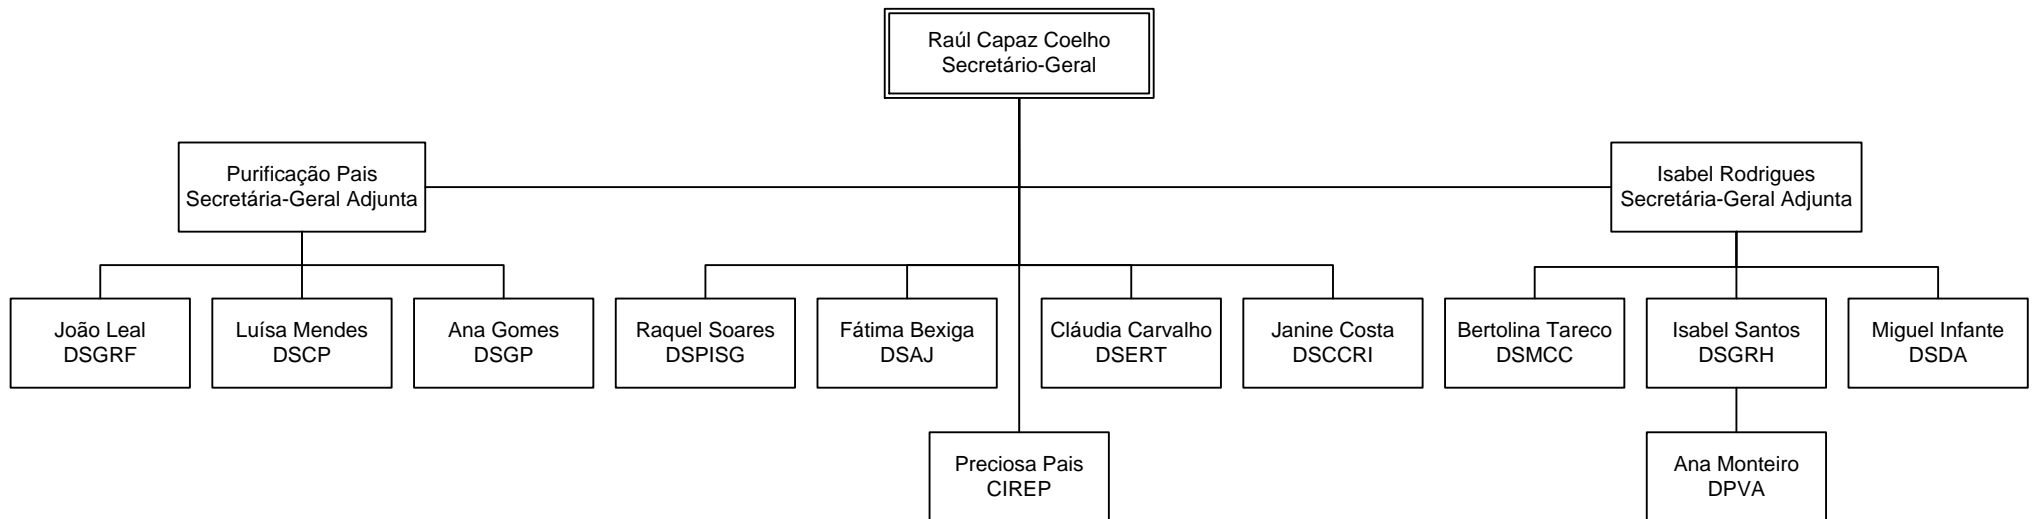 Raúl Capaz Coelho
Secretário-Geral
Purificação Pais
Secretária-Geral Adjunta
Isabel Rodrigues
Secretária-Geral Adjunta
João Leal
DSGRF
Luísa Mendes
DSCP
Ana Gomes
DSGP
Raquel Soares
DSPISG
Fátima Bexiga
DSAJ
Cláudia Carvalho
DSERT
Janine Costa
DSCCRI
Bertolina Tareco
DSMCC
Isabel Santos
DSGRH
Miguel Infante
DSDA
Preciosa Pais
CIREP
Ana Monteiro
DPVA